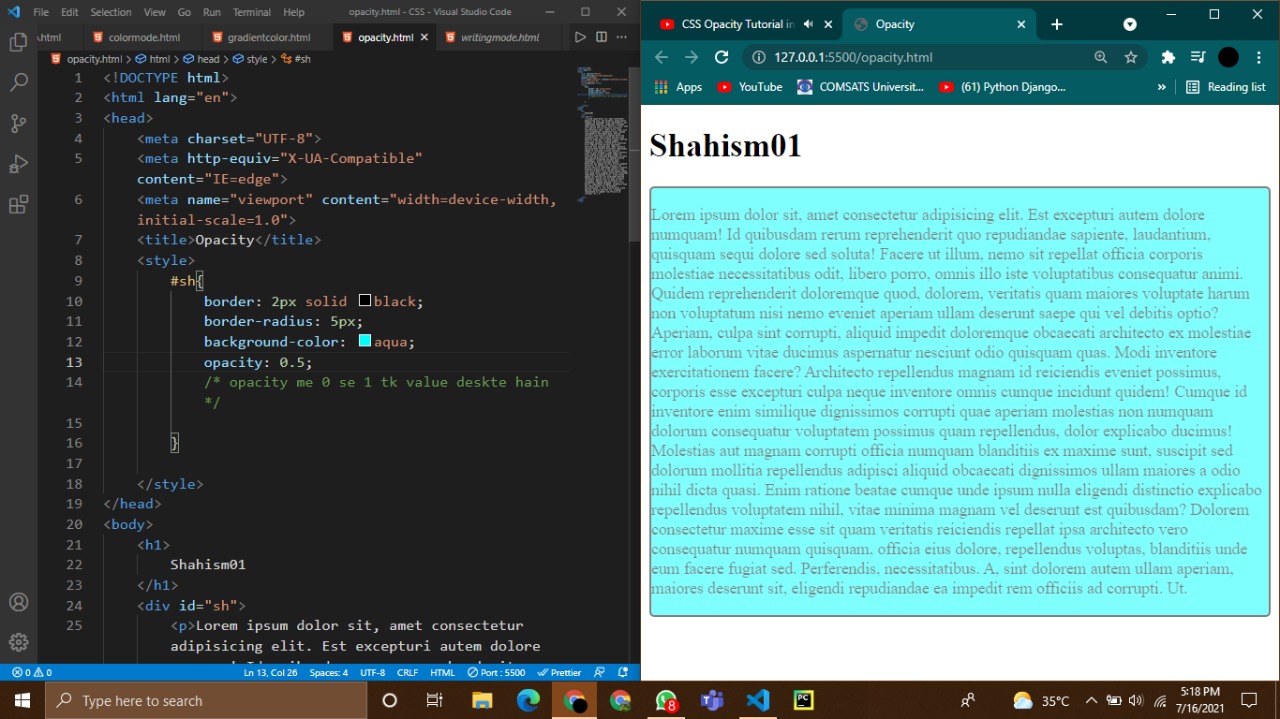 File Edit Selection View Go Run Terminal Help opacity.html - CSS - Visual Studio Code
.html colormode.html gradientcolor.html opacity.html writingmode.html
opacity.html > html > head > style > #sh
1 <!DOCTYPE html>
2 <html lang="en">
3 <head>
4 <meta charset="UTF-8">
5 <meta http-equiv="X-UA-Compatible"
content="IE=edge">
6 <meta name="viewport" content="width=device-width,
initial-scale=1.0">
7 <title>Opacity</title>
8 <style>
9 #sh{
10 border: 2px solid black;
11 border-radius: 5px;
12 background-color: aqua;
13 opacity: 0.5;
14 /* opacity me 0 se 1 tk value deskte hain
*/
15
16 }
17
18 </style>
19 </head>
20 <body>
21 <h1>
22 Shahism01
23 </h1>
24 <div id="sh">
25 <p>Lorem ipsum dolor sit, amet consectetur
adipisicing elit. Est excepturi autem dolore
0 0 Ln 13, Col 26 Spaces: 4 UTF-8 CRLF HTML Port : 5500 Prettier
CSS Opacity Tutorial in Opacity
127.0.0.1:5500/opacity.html
Apps YouTube COMSATS Universit... (61) Python Django... » Reading list
Shahism01
Lorem ipsum dolor sit, amet consectetur adipisicing elit. Est excepturi autem dolore
numquam! Id quibusdam rerum reprehenderit quo repudiandae sapiente, laudantium,
quisquam sequi dolore sed soluta! Facere ut illum, nemo sit repellat officia corporis
molestiae necessitatibus odit, libero porro, omnis illo iste voluptatibus consequatur animi.
Quidem reprehenderit doloremque quod, dolorem, veritatis quam maiores voluptate harum
non voluptatum nisi nemo eveniet aperiam ullam deserunt saepe qui vel debitis optio?
Aperiam, culpa sint corrupti, aliquid impedit doloremque obcaecati architecto ex molestiae
error laborum vitae ducimus aspernatur nesciunt odio quisquam quas. Modi inventore
exercitationem facere? Architecto repellendus magnam id reiciendis eveniet possimus,
corporis esse excepturi culpa neque inventore omnis cumque incidunt quidem! Cumque id
inventore enim similique dignissimos corrupti quae aperiam molestias non numquam
dolorum consequatur voluptatem possimus quam repellendus, dolor explicabo ducimus!
Molestias aut magnam corrupti officia numquam blanditiis ex maxime sunt, suscipit sed
dolorum mollitia repellendus adipisci aliquid obcaecati dignissimos ullam maiores a odio
nihil dicta quasi. Enim ratione beatae cumque unde ipsum nulla eligendi distinctio explicabo
repellendus voluptatem nihil, vitae minima magnam vel deserunt est quibusdam? Dolorem
consectetur maxime esse sit quam veritatis reiciendis repellat ipsa architecto vero
consequatur numquam quisquam, officia eius dolore, repellendus voluptas, blanditiis unde
eum facere fugiat sed. Perferendis, necessitatibus. A, sint dolorem autem ullam aperiam,
maiores deserunt sit, eligendi repudiandae ea impedit rem officiis ad corrupti. Ut.
Type here to search 8 PC 35°C 5:18 PM
7/16/2021